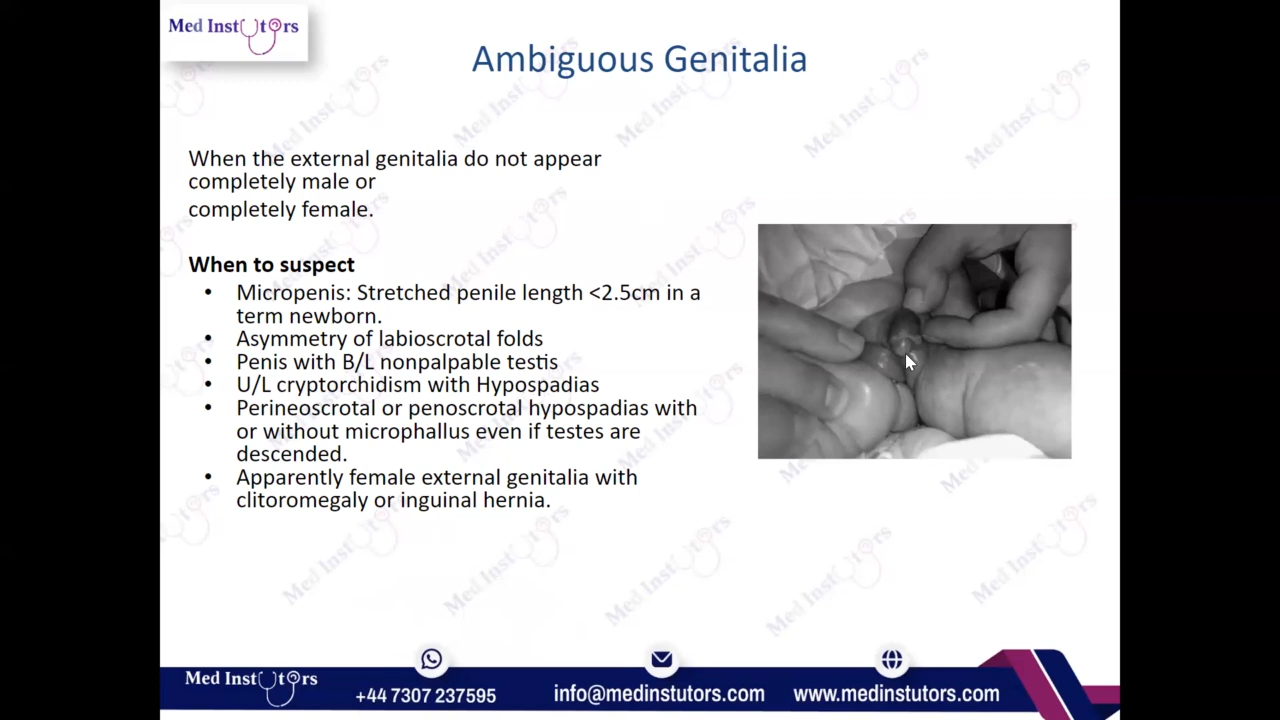 Med Instutors
Ambiguous Genitalia
When the external genitalia do not appear
completely male or
completely female.
When to suspect
• Micropenis: Stretched penile length <2.5cm in a
term newborn.
• Asymmetry of labioscrotal folds
• Penis with B/L nonpalpable testis
• U/L cryptorchidism with Hypospadias
• Perineoscrotal or penoscrotal hypospadias with
or without microphallus even if testes are
descended.
• Apparently female external genitalia with
clitoromegaly or inguinal hernia.
Med Instutors
+44 7307 237595
info@medinstutors.com
www.medinstutors.com